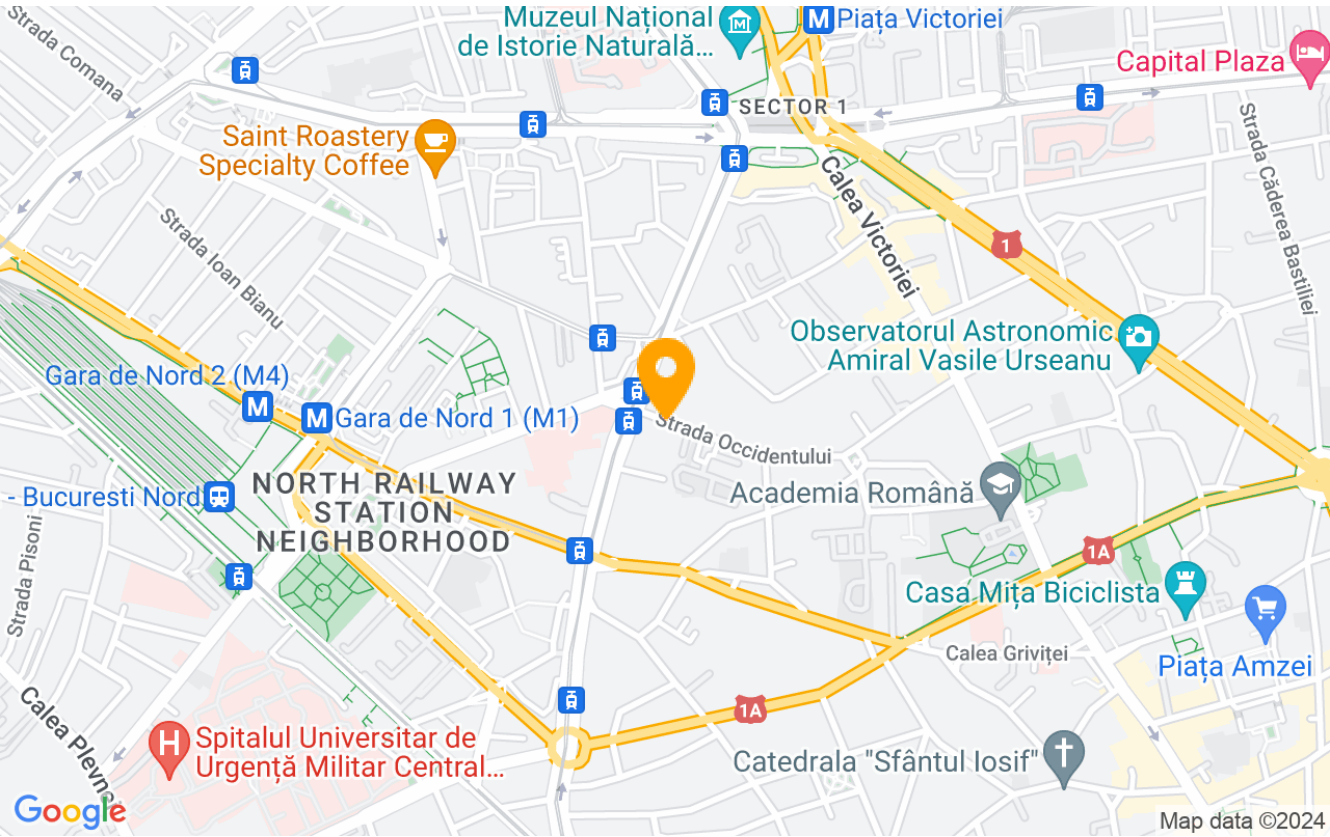 Strada Comana
Muzeul Național
de Istorie Naturală...
M
Piața Victoriei
Capital Plaza
SECTOR 1
Saint Roastery
Specialty Coffee
Strada Căderea Bastiliei
Calea Victoriei
Strada Ioan Bianu
1
Observatorul Astronomic
Amiral Vasile Urseanu
Gara de Nord 2 (M4)
M
M
Gara de Nord 1 (M1)
Strada Occidentului
- Bucuresti Nord
NORTH RAILWAY
STATION
NEIGHBORHOOD
Academia Română
Strada Pisoni
1A
Casa Mița Biciclista
Calea Griviței
Piața Amzei
Calea Plevnei
1A
H
Spitalul Universitar de
Urgență Militar Central...
Catedrala "Sfântul Iosif"
Google
Map data ©2024